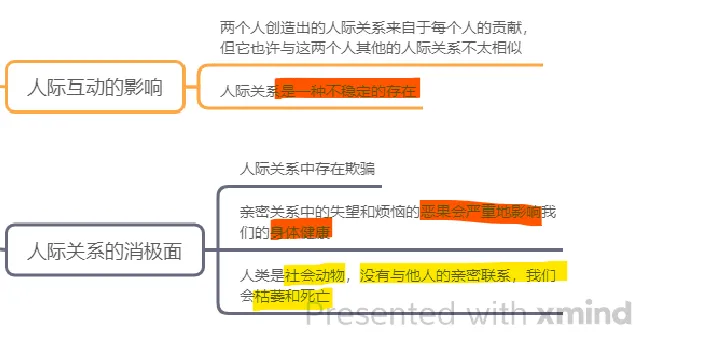 两个人创造出的人际关系来自于每个人的贡献，
但它也许与这两个人其他的人际关系不太相似
人际互动的影响
人际关系是一种不稳定的存在
人际关系中存在欺骗
亲密关系中的失望和烦恼的恶果会严重地影响我
们的身体健康
人际关系的消极面
人类是社会动物，没有与他人的亲密联系，我们
会枯萎和死亡
Presented with xmind